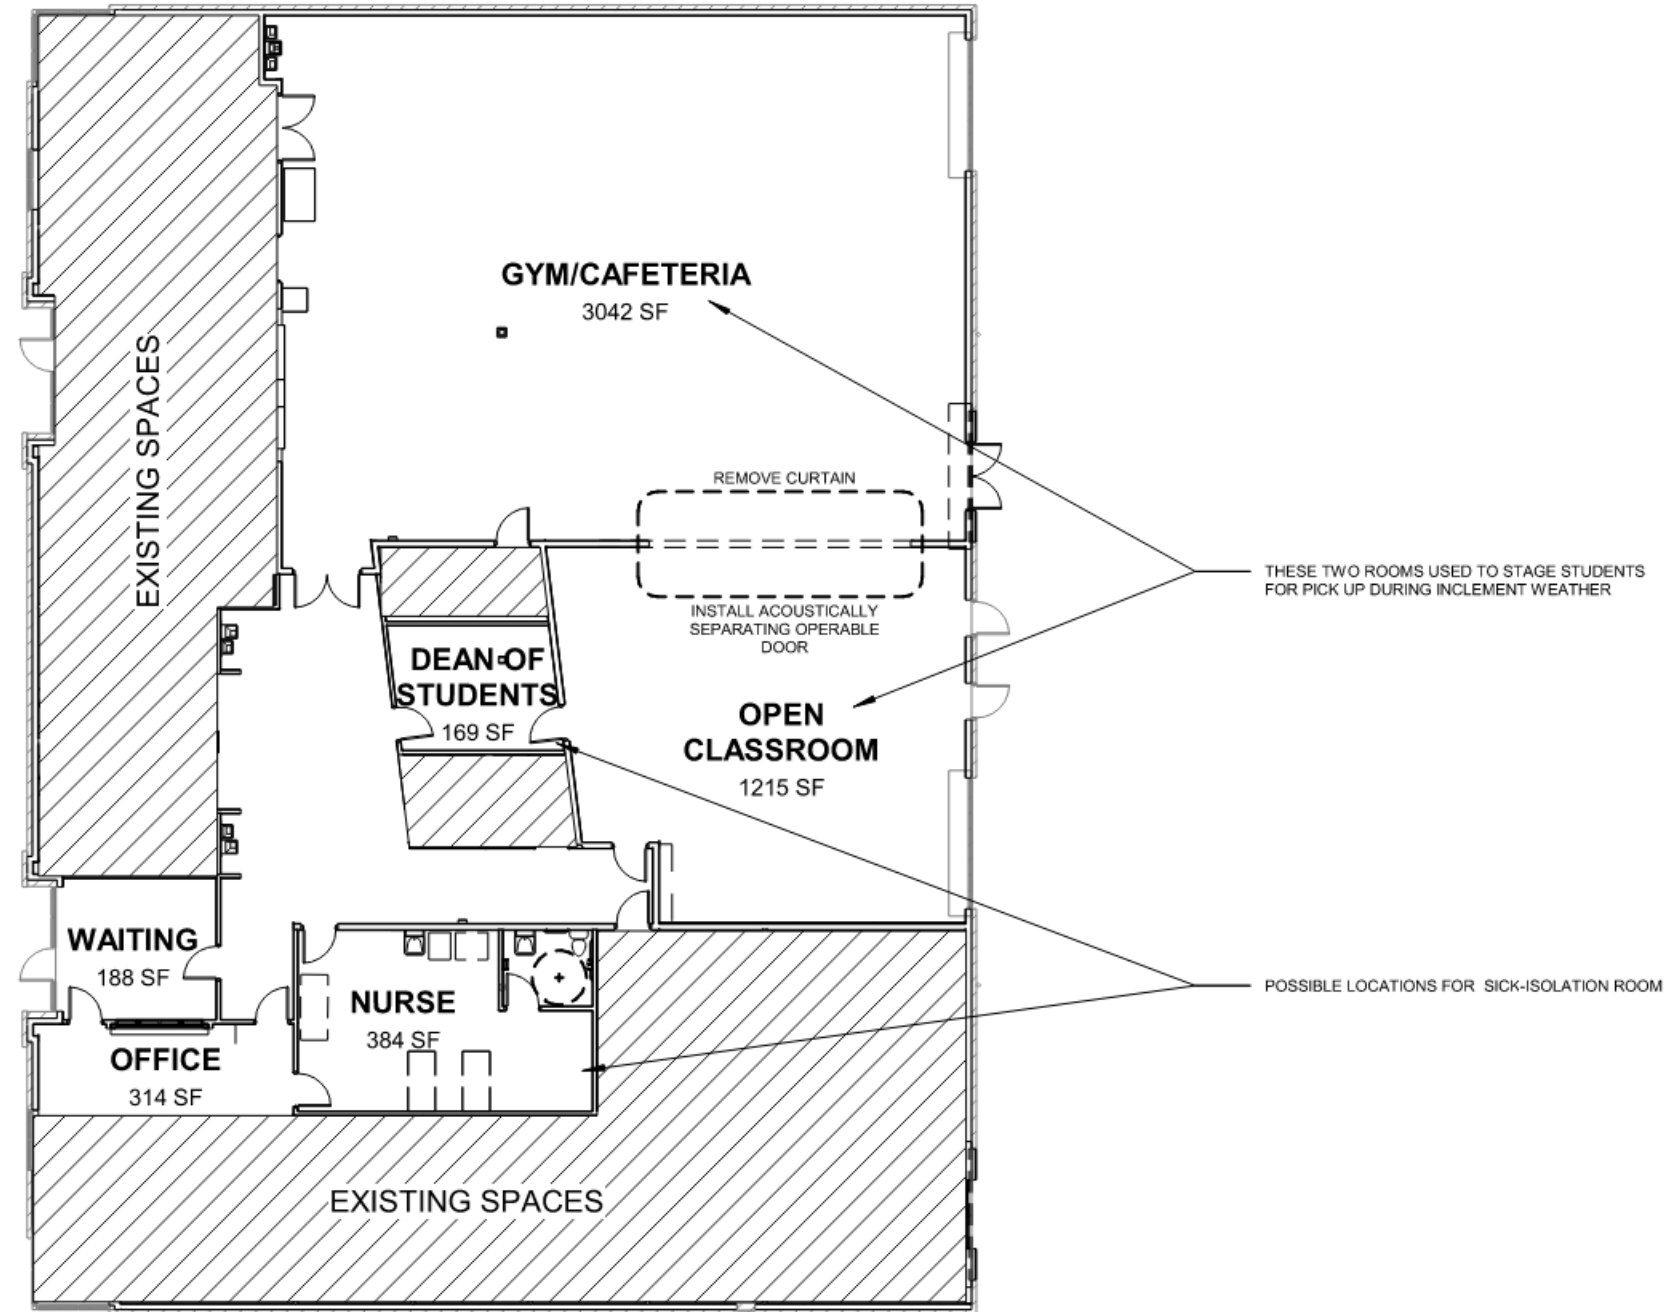 GYM/CAFETERIA
3042 SF
EXISTING SPACES
REMOVE CURTAIN
INSTALL ACOUSTICALLY
SEPARATING OPERABLE
DOOR
THESE TWO ROOMS USED TO STAGE STUDENTS
FOR PICK UP DURING INCLEMENT WEATHER
DEAN OF
STUDENTS
169 SF
OPEN
CLASSROOM
1215 SF
WAITING
188 SF
NURSE
384 SF
POSSIBLE LOCATIONS FOR SICK-ISOLATION ROOM
OFFICE
314 SF
EXISTING SPACES